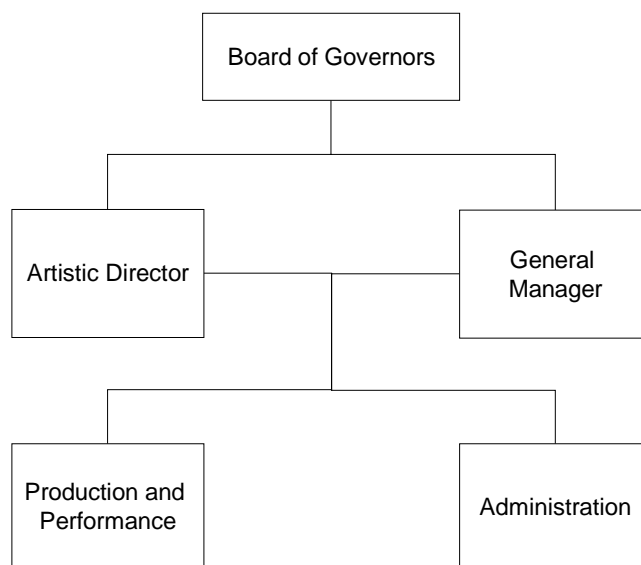 Board of Governors
Artistic Director
General
Manager
Production and
Performance
Administration